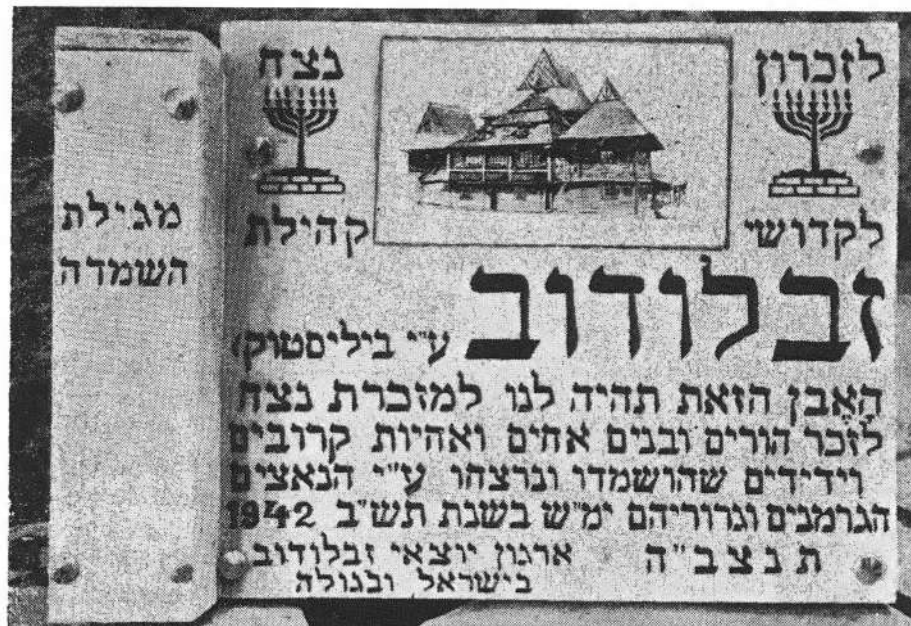 לזכרון נצח
לקדושי קהילת
זבלודוב ע"י ביליסטוק)
האבן הזאת תהיה לנו למזכרת נצח
לזכר הורים ובנים אחים ואחיות קרובים
וידידים שהושמדו ונרצחו ע"י הנאצים
הגרמנים וגרוריהם ימ"ש בשנת תש"ב 1942
תנצב"ה
ארגון יוצאי זבלודוב
בישראל ובגולה
מגילת
השמדה